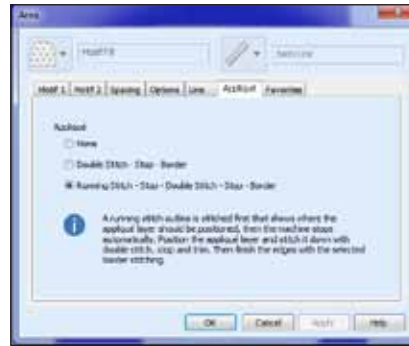 Area
Motif Fill
Satin Line
Motif 1 Motif 2 Spacing Options Line... Appliqué Favorites
Appliqué
None
Double Stitch - Stop - Border
Running Stitch - Stop - Double Stitch - Stop - Border
A running stitch outline is stitched first that shows where the
appliqué layer should be positioned, then the machine stops
automatically. Position the appliqué layer and stitch it down with
double stitch, stop and trim. Then finish the edges with the selected
border stitching.
OK Cancel Apply Help